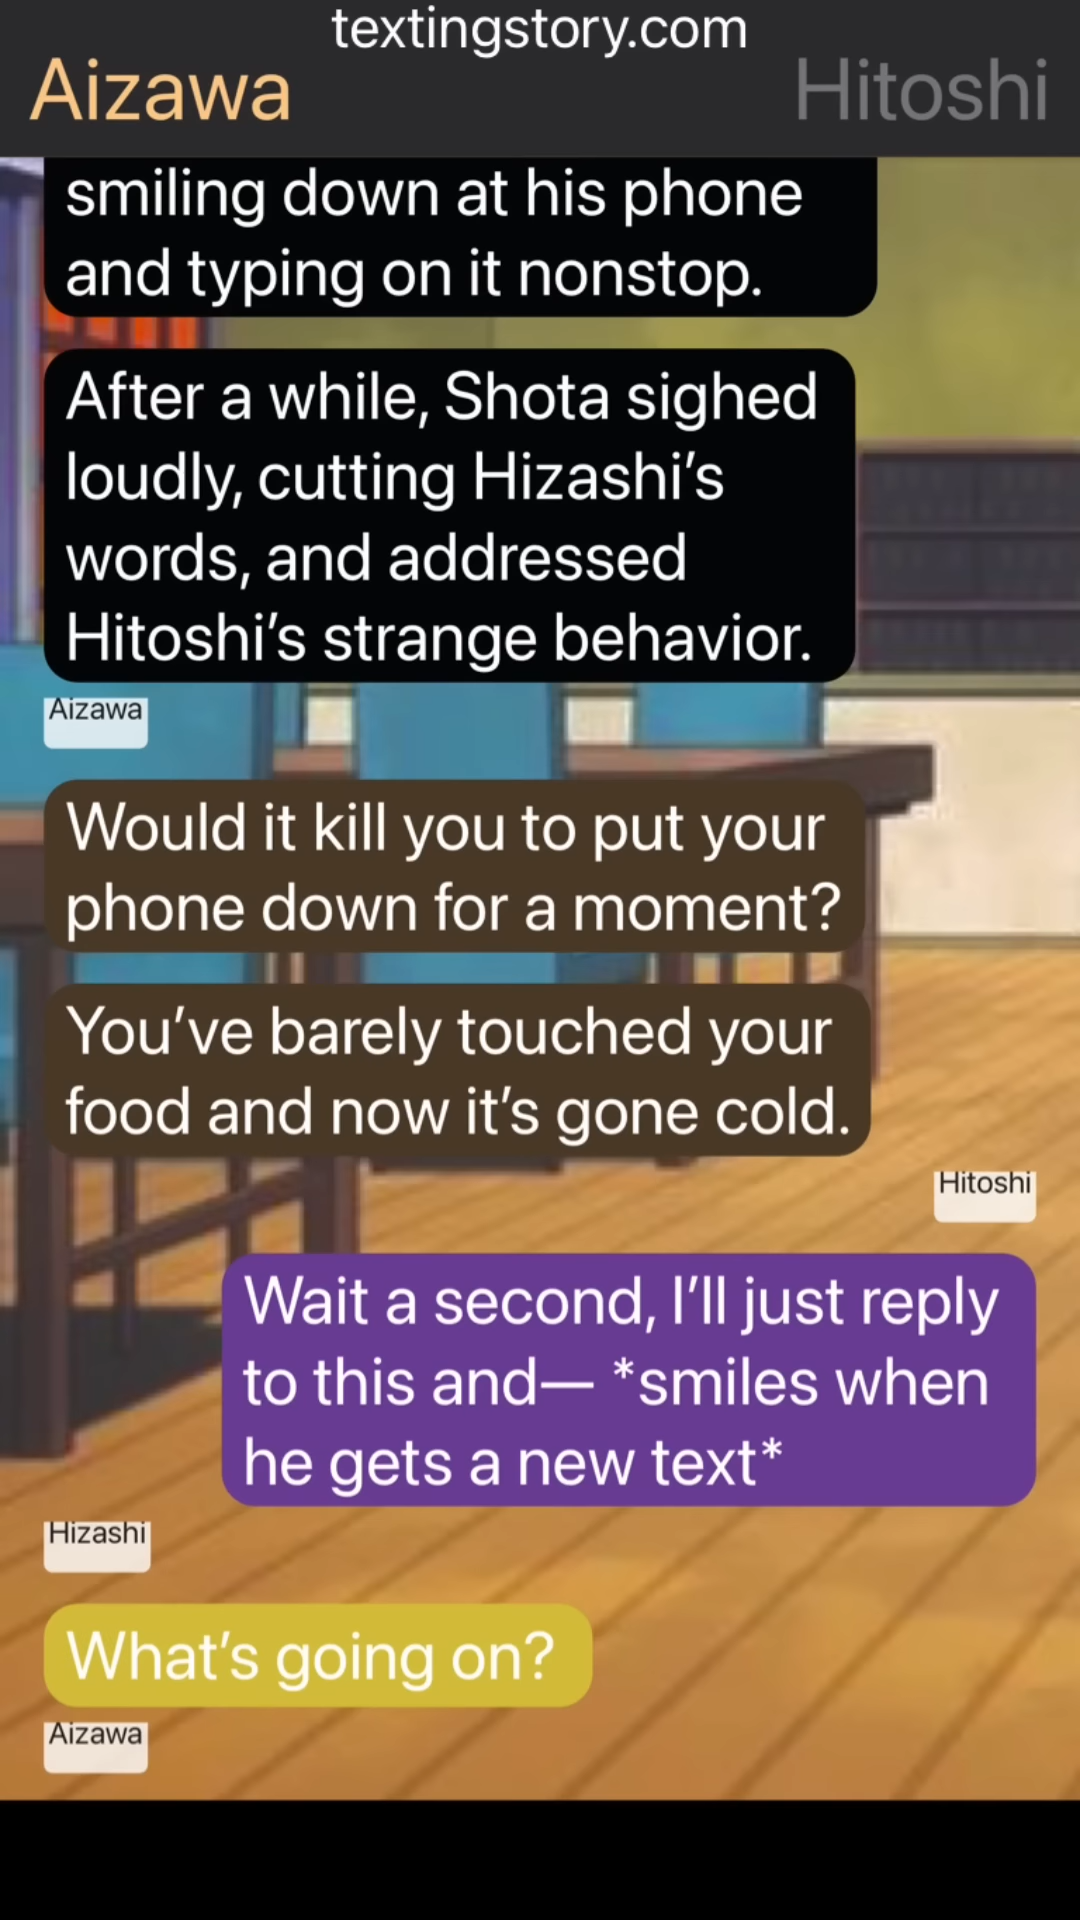 textingstory.com
Aizawa
Hitoshi
smiling down at his phone
and typing on it nonstop.
After a while, Shota sighed
loudly, cutting Hizashi’s
words, and addressed
Hitoshi’s strange behavior.
Aizawa
Would it kill you to put your
phone down for a moment?
You’ve barely touched your
food and now it’s gone cold.
Hitoshi
Wait a second, I’ll just reply
to this and— *smiles when
he gets a new text*
Hizashi
What’s going on?
Aizawa